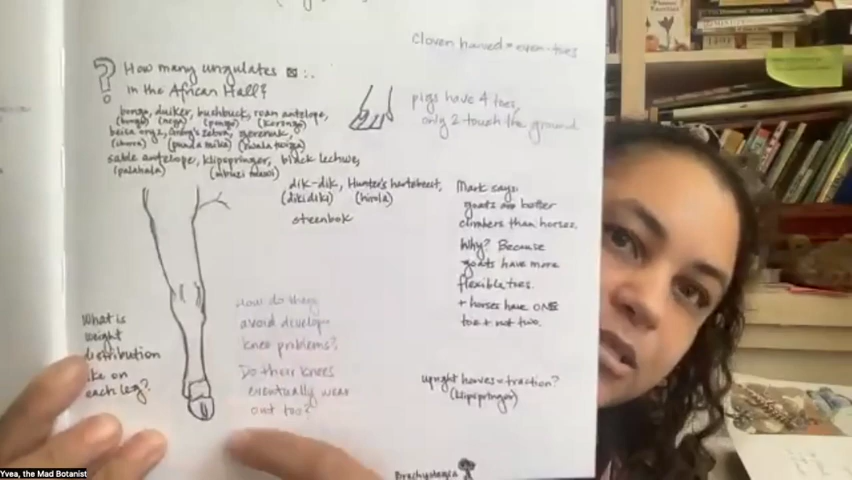 cloven hooved = even-toes
? How many ungulates
in the African Hall?
bongo, duiker, bushbuck, roan antelope,
(bongo) (pongo) (korongo)
beisa oryx, Grevy's zebra, gerenuk,
(choroa) (punda milia) (swala twiga)
sable antelope, klipspringer, black lechwe,
(palahala) (mbuzi mawe)
dik-dik, Hunter's hartebeest,
(dikidiki) (hirola)
steenbok
pigs have 4 toes,
only 2 touch the ground
Mark says:
goats are better
climbers than horses.
Why? Because
goats have more
flexible toes.
+ horses have ONE
toe + not two.
What is
weight
distribution
like on
each leg?
How do they
avoid develop
knee problems?
Do their knees
eventually wear
out too?
upright hooves = traction?
(klipspringer)
Brachystegia
Yvea, the Mad Botanist